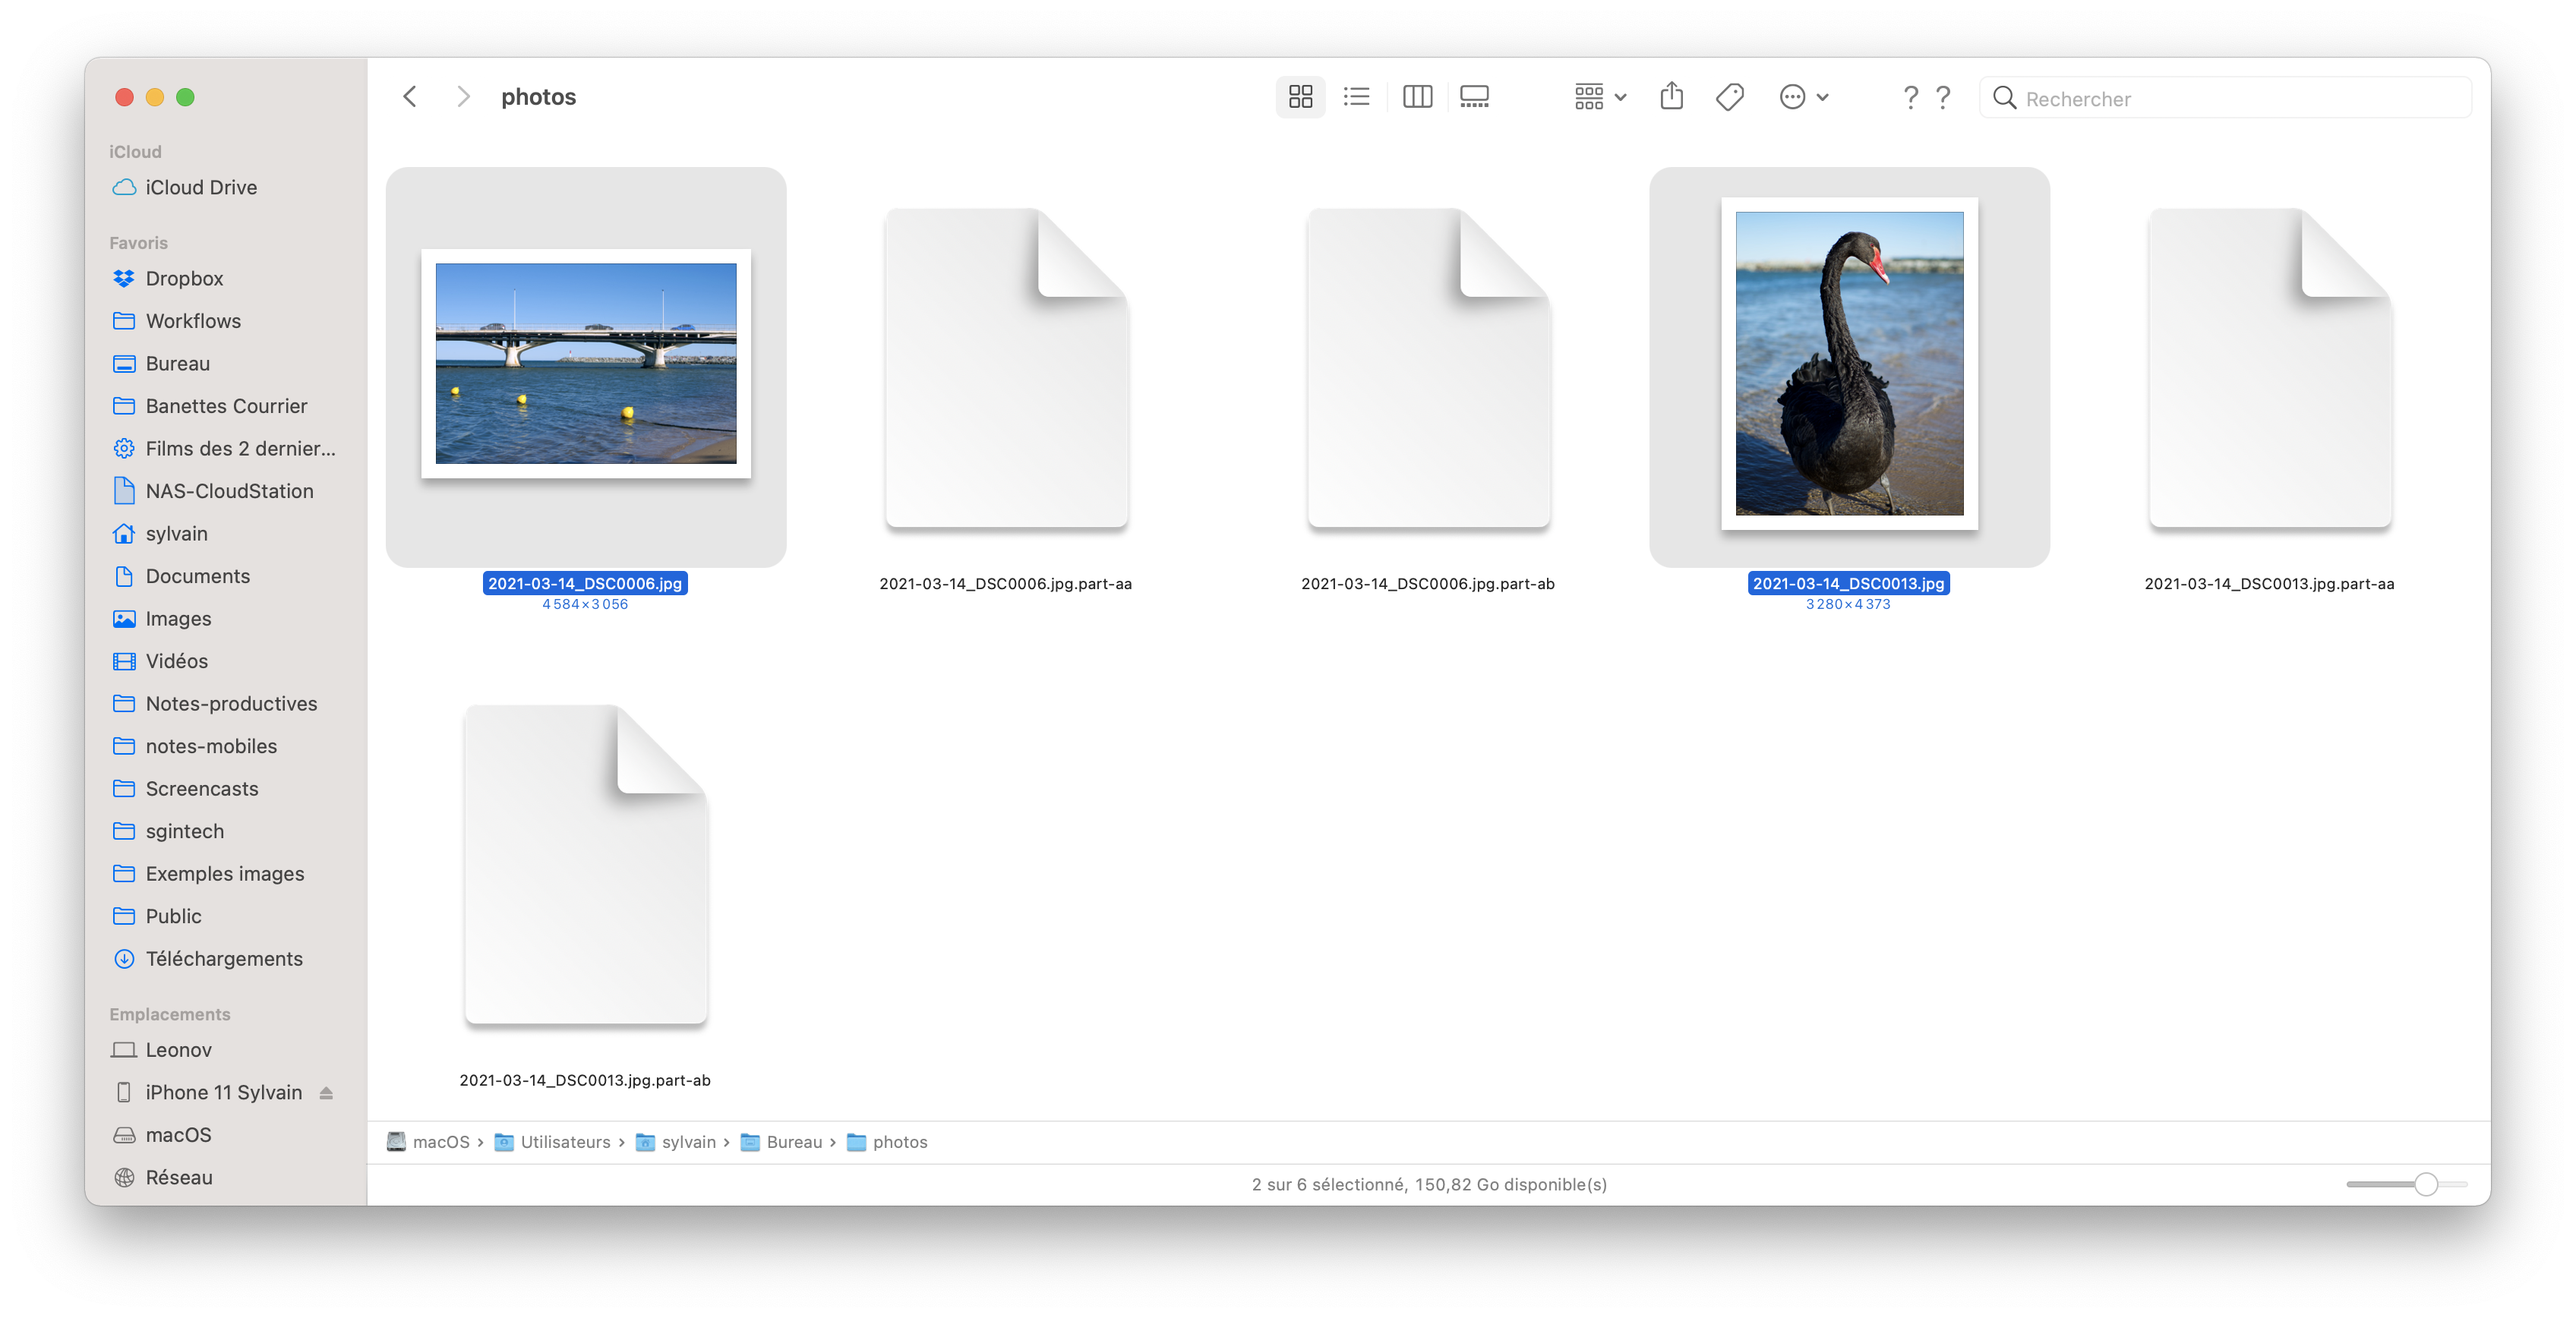 iCloud
iCloud Drive
Favoris
Dropbox
Workflows
Bureau
Banettes Courrier
Films des 2 dernier...
NAS-CloudStation
sylvain
Documents
Images
Vidéos
Notes-productives
notes-mobiles
Screencasts
sgintech
Exemples images
Public
Téléchargements
Emplacements
Leonov
iPhone 11 Sylvain
macOS
Réseau
photos
? ?
Rechercher
2021-03-14_DSC0006.jpg
4 584×3 056
2021-03-14_DSC0006.jpg.part-aa
2021-03-14_DSC0006.jpg.part-ab
2021-03-14_DSC0013.jpg
3 280×4 373
2021-03-14_DSC0013.jpg.part-aa
2021-03-14_DSC0013.jpg.part-ab
macOS › Utilisateurs › sylvain › Bureau › photos
2 sur 6 sélectionné, 150,82 Go disponible(s)